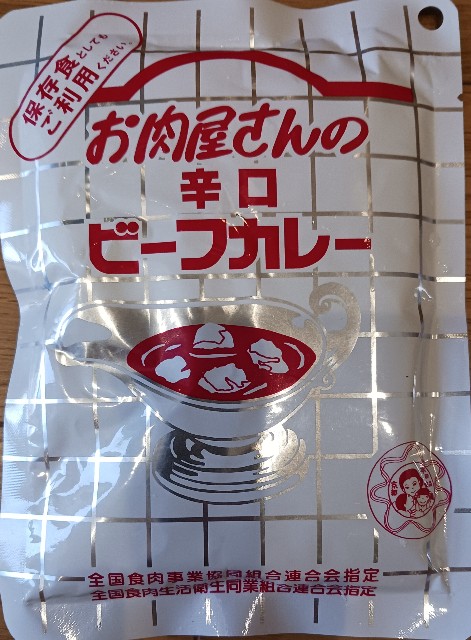 保存食としても
ご利用ください。
お肉屋さんの
辛口
ビーフカレー
全国食肉事業協同組合連合会指定
全国食肉生活衛生同業組合連合会指定